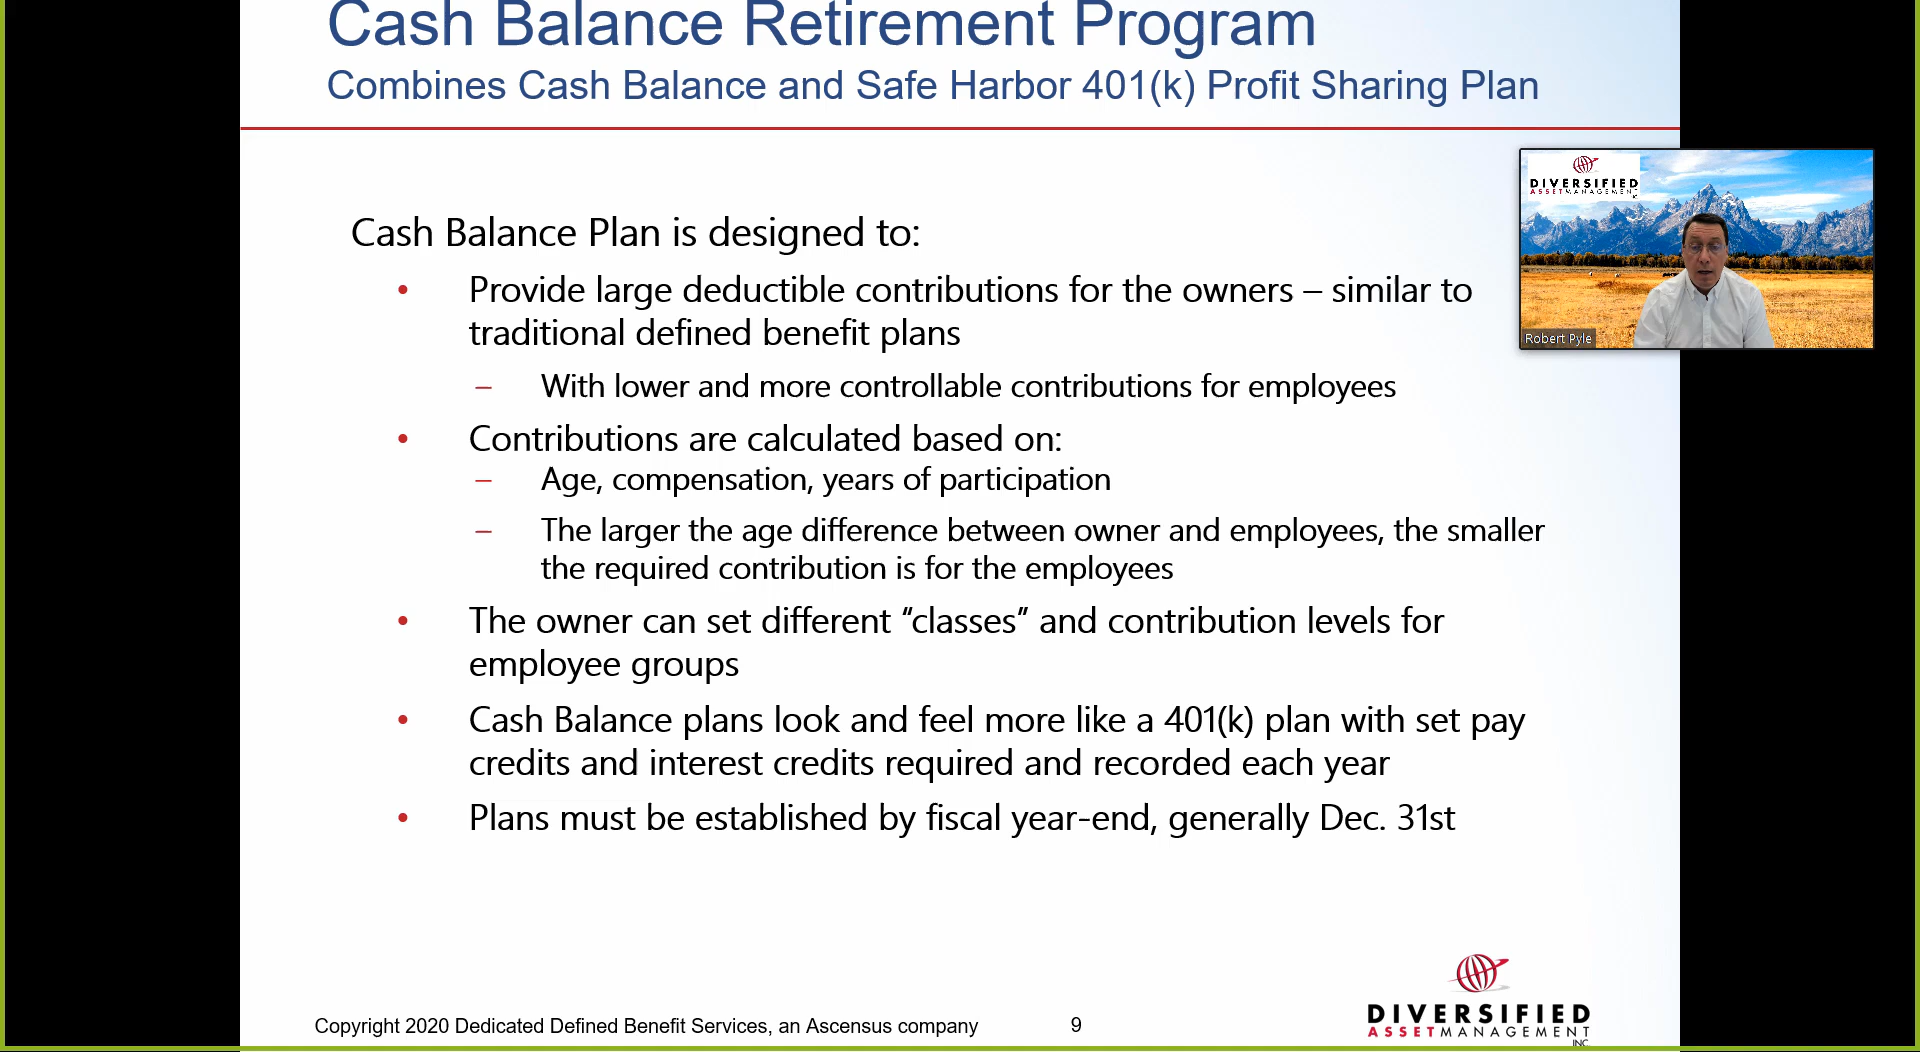 Cash Balance Retirement Program
Combines Cash Balance and Safe Harbor 401(k) Profit Sharing Plan
DIVERSIFIED
ASSETMANAGEMENT
Robert Pyle
Cash Balance Plan is designed to:
• Provide large deductible contributions for the owners – similar to
traditional defined benefit plans
– With lower and more controllable contributions for employees
• Contributions are calculated based on:
– Age, compensation, years of participation
– The larger the age difference between owner and employees, the smaller
the required contribution is for the employees
• The owner can set different “classes” and contribution levels for
employee groups
• Cash Balance plans look and feel more like a 401(k) plan with set pay
credits and interest credits required and recorded each year
• Plans must be established by fiscal year-end, generally Dec. 31st
Copyright 2020 Dedicated Defined Benefit Services, an Ascensus company
9
DIVERSIFIED
ASSETMANAGEMENT
INC.